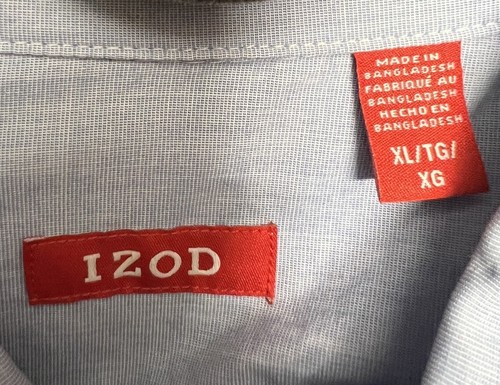 MADE IN
BANGLADESH
FABRIQUÉ AU
BANGLADESH
HECHO EN
BANGLADESH
XL/TG/
XG
IZOD